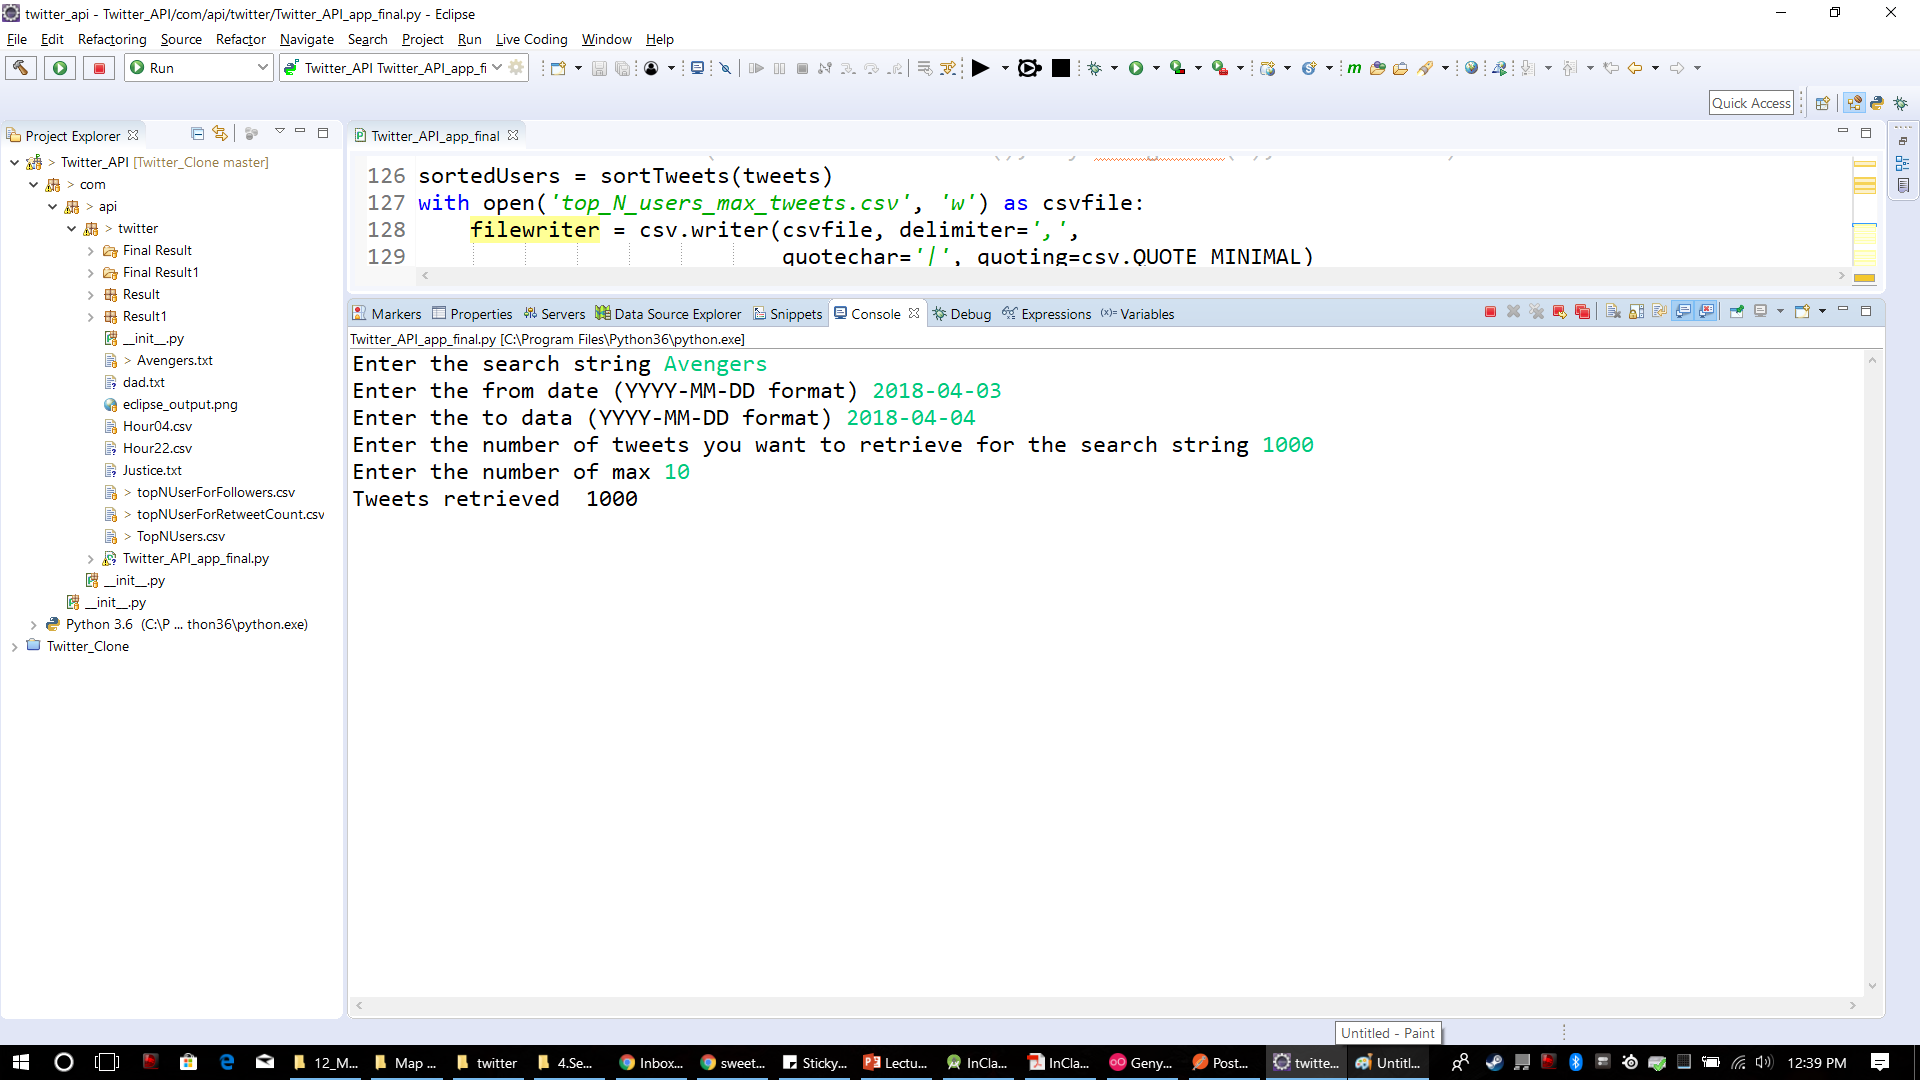 twitter_api - Twitter_API/com/api/twitter/Twitter_API_app_final.py - Eclipse
File Edit Refactoring Source Refactor Navigate Search Project Run Live Coding Window Help
Run Twitter_API Twitter_API_app_fi
Quick Access
Project Explorer
> Twitter_API [Twitter_Clone master]
> com
> api
> twitter
Final Result
Final Result1
Result
Result1
__init__.py
> Avengers.txt
dad.txt
eclipse_output.png
Hour04.csv
Hour22.csv
Justice.txt
> topNUserForFollowers.csv
> topNUserForRetweetCount.csv
> TopNUsers.csv
Twitter_API_app_final.py
__init__.py
__init__.py
Python 3.6 (C:\P ... thon36\python.exe)
Twitter_Clone
Twitter_API_app_final
126 sortedUsers = sortTweets(tweets)
127 with open('top_N_users_max_tweets.csv', 'w') as csvfile:
128 filewriter = csv.writer(csvfile, delimiter=',',
129 quotechar='|', quoting=csv.QUOTE_MINIMAL)
Markers Properties Servers Data Source Explorer Snippets Console Debug Expressions (x)= Variables
Twitter_API_app_final.py [C:\Program Files\Python36\python.exe]
Enter the search string Avengers
Enter the from date (YYYY-MM-DD format) 2018-04-03
Enter the to data (YYYY-MM-DD format) 2018-04-04
Enter the number of tweets you want to retrieve for the search string 1000
Enter the number of max 10
Tweets retrieved  1000
Untitled - Paint
12_M... Map ... twitter 4.Se... Inbox... sweet... Sticky... Lectu... InCla... InCla... Geny... Post... twitte... Untitl... 12:39 PM